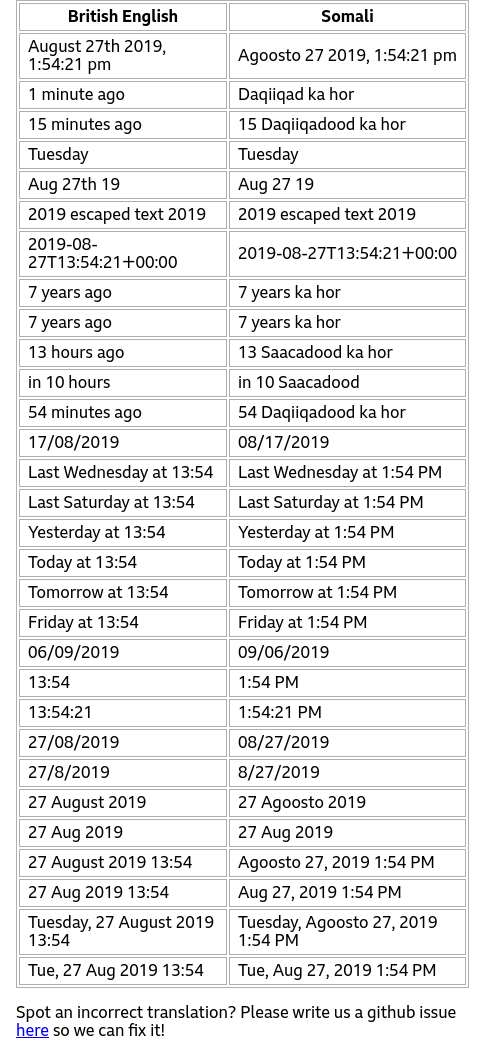 British English Somali
August 27th 2019,
1:54:21 pm
Agoosto 27 2019, 1:54:21 pm
1 minute ago Daqiiqad ka hor
15 minutes ago 15 Daqiiqadood ka hor
Tuesday Tuesday
Aug 27th 19 Aug 27 19
2019 escaped text 2019 2019 escaped text 2019
2019-08-
27T13:54:21+00:00
2019-08-27T13:54:21+00:00
7 years ago 7 years ka hor
7 years ago 7 years ka hor
13 hours ago 13 Saacadood ka hor
in 10 hours in 10 Saacadood
54 minutes ago 54 Daqiiqadood ka hor
17/08/2019 08/17/2019
Last Wednesday at 13:54 Last Wednesday at 1:54 PM
Last Saturday at 13:54 Last Saturday at 1:54 PM
Yesterday at 13:54 Yesterday at 1:54 PM
Today at 13:54 Today at 1:54 PM
Tomorrow at 13:54 Tomorrow at 1:54 PM
Friday at 13:54 Friday at 1:54 PM
06/09/2019 09/06/2019
13:54 1:54 PM
13:54:21 1:54:21 PM
27/08/2019 08/27/2019
27/8/2019 8/27/2019
27 August 2019 27 Agoosto 2019
27 Aug 2019 27 Aug 2019
27 August 2019 13:54 Agoosto 27, 2019 1:54 PM
27 Aug 2019 13:54 Aug 27, 2019 1:54 PM
Tuesday, 27 August 2019
13:54
Tuesday, Agoosto 27, 2019
1:54 PM
Tue, 27 Aug 2019 13:54 Tue, Aug 27, 2019 1:54 PM
Spot an incorrect translation? Please write us a github issue
here so we can fix it!